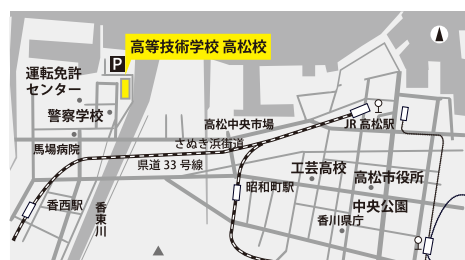 高等技術学校 高松校
P
運転免許
センター
警察学校
高松中央市場
JR 高松駅
さぬき浜街道
馬場病院
県道 33 号線
工芸高校
高松市役所
昭和町駅
香西駅
香東川
中央公園
香川県庁